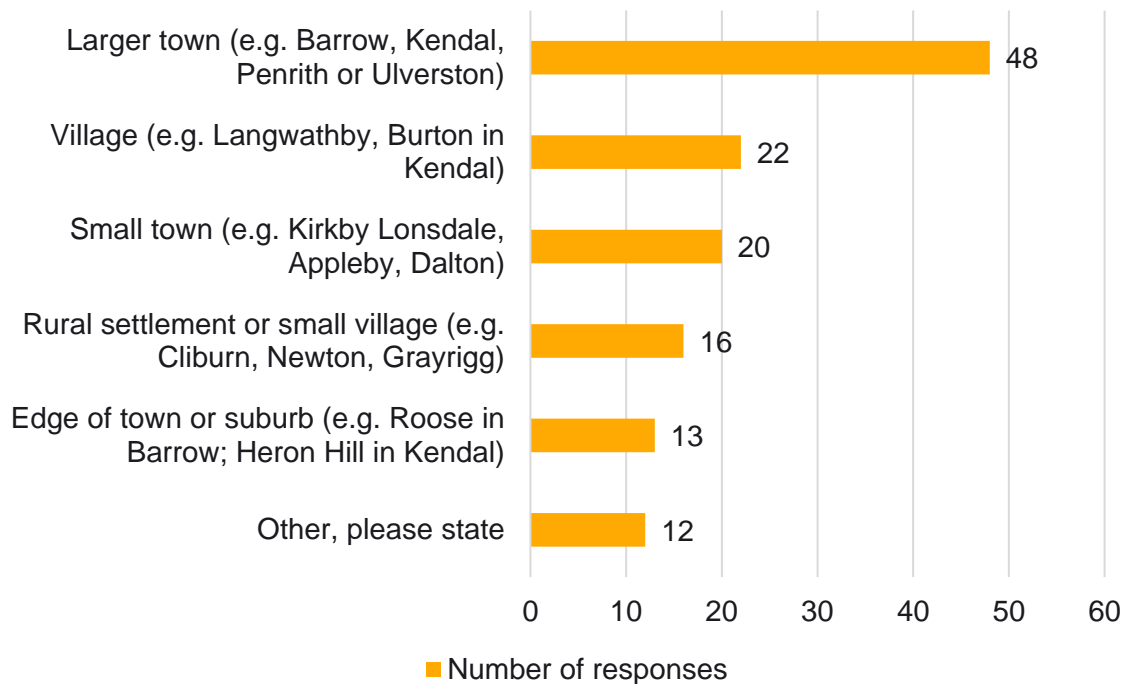 Larger town (e.g. Barrow, Kendal,
Penrith or Ulverston)
48
Village (e.g. Langwathby, Burton in
Kendal)
22
Small town (e.g. Kirkby Lonsdale,
Appleby, Dalton)
20
Rural settlement or small village (e.g.
Cliburn, Newton, Grayrigg)
16
Edge of town or suburb (e.g. Roose in
Barrow; Heron Hill in Kendal)
13
Other, please state
12
0 10 20 30 40 50 60
Number of responses